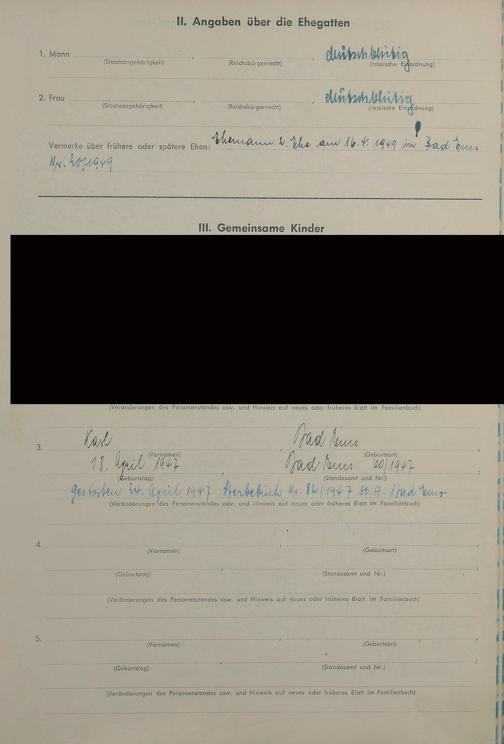 II. Angaben über die Ehegatten
1. Mann , , deutschblütig
(Staatsangehörigkeit) (Reichsbürgerrecht) (rassische Einordnung)
2. Frau , , deutschblütig
(Staatsangehörigkeit) (Reichsbürgerrecht) (rassische Einordnung)
Vermerke über frühere oder spätere Ehen: Ehemann 2. Ehe am 16.4.1949 in Bad Ems
Nr. 20/1949
III. Gemeinsame Kinder
(Veränderungen des Personenstandes usw. und Hinweis auf neues oder früheres Blatt im Familienbuch)
3. Karl , Bad Ems
(Vornamen) (Geburtsort)
18. April 1947 , Bad Ems 60/1947
(Geburtstag) (Standesamt und Nr.)
gestorben 24. April 1947 Sterbebuch Nr. 82/1947 St.A. Bad Ems
(Veränderungen des Personenstandes usw. und Hinweis auf neues oder früheres Blatt im Familienbuch)
4. ,
(Vornamen) (Geburtsort)
(Geburtstag) (Standesamt und Nr.)
(Veränderungen des Personenstandes usw. und Hinweis auf neues oder früheres Blatt im Familienbuch)
5. ,
(Vornamen) (Geburtsort)
(Geburtstag) (Standesamt und Nr.)
(Veränderungen des Personenstandes usw. und Hinweis auf neues oder früheres Blatt im Familienbuch)